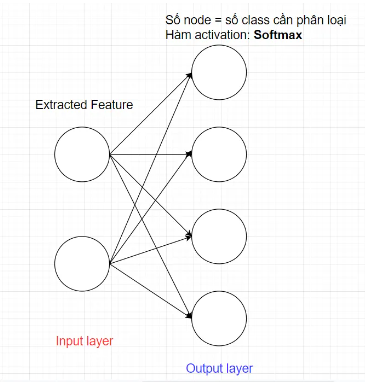 Số node = số class cần phân loại
Hàm activation: Softmax
Extracted Feature
Input layer
Output layer